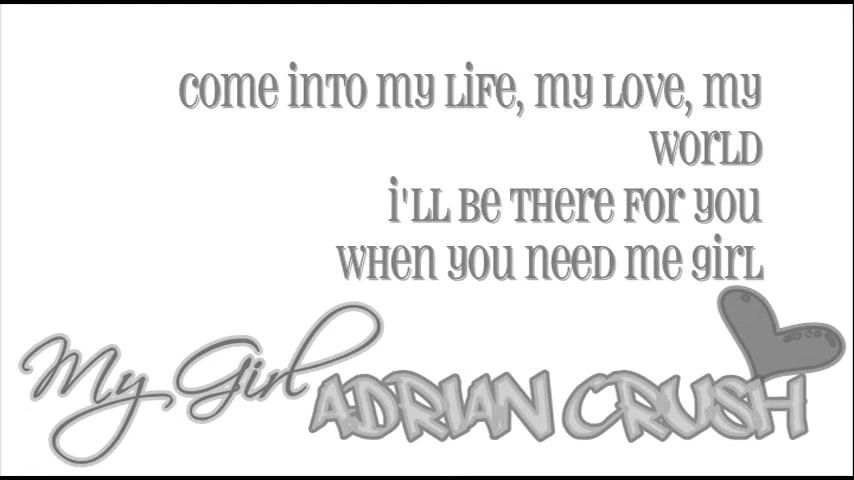 come into my life, my love, my
world
i'll be there for you
when you need me girl
My Girl
ADRIAN CRUSH